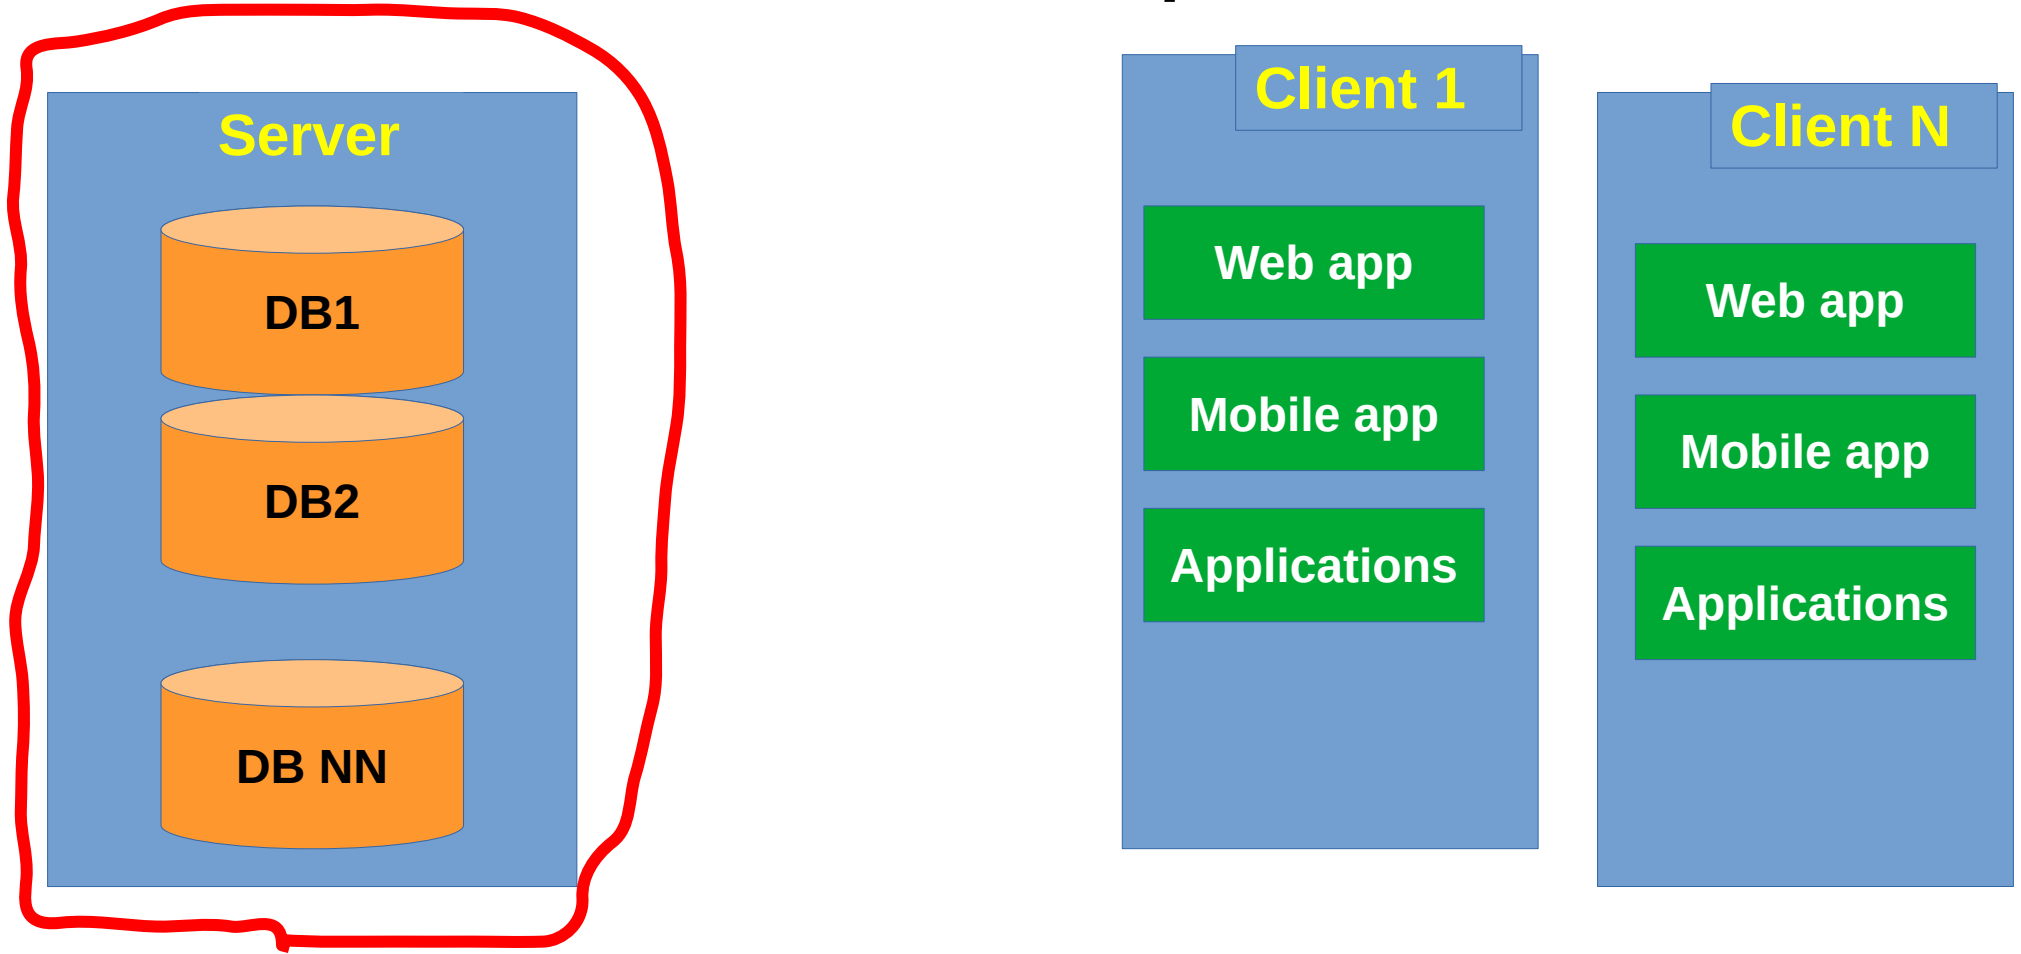 Server
DB1
DB2
DB NN
Client 1
Web app
Mobile app
Applications
Client N
Web app
Mobile app
Applications